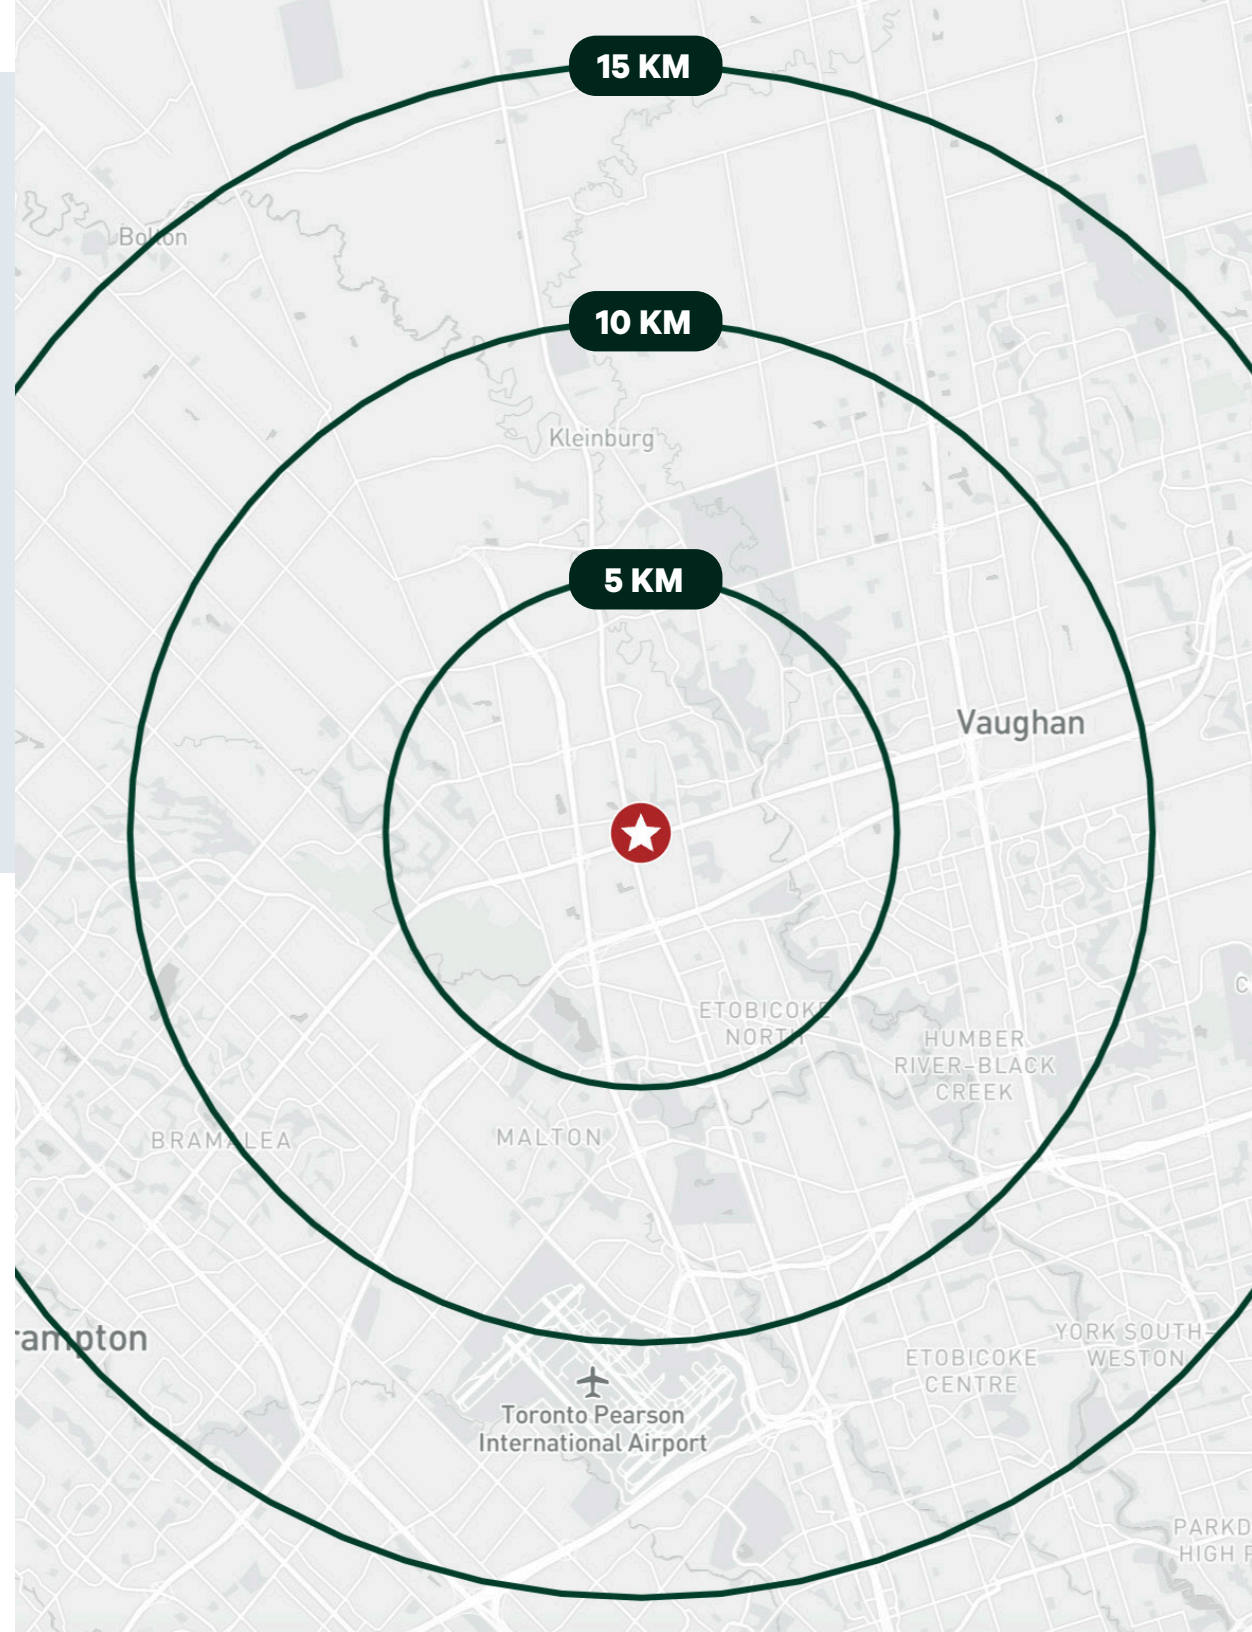 15 KM
Bolton
10 KM
Kleinburg
5 KM
Vaughan
ETOBICOKE
NORTH
HUMBER
RIVER–BLACK
CREEK
BRAMALEA
MALTON
rampton
YORK SOUTH–
WESTON
ETOBICOKE
CENTRE
Toronto Pearson
International Airport
PARKD
HIGH P